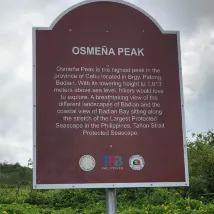 OSMEÑA PEAK
Osmeña Peak is the highest peak in the
province of Cebu located in Brgy. Patong,
Badian. With its towering height to 1,013
meters above sea level, hikers would love
to explore. A breathtaking view of the
different landscapes of Badian and the
coastal view of Badian Bay sitting along
the stretch of the Largest Protected
Seascape in the Philippines, Tañon Strait
Protected Seascape.
PHILIPPINES